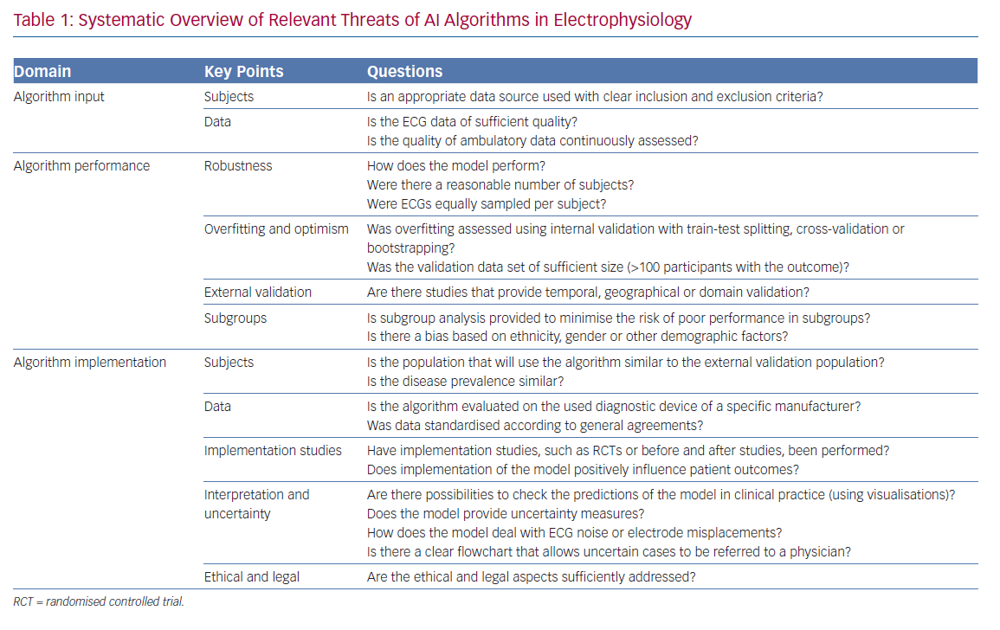 Table 1: Systematic Overview of Relevant Threats of AI Algorithms in Electrophysiology
Domain Key Points Questions
Algorithm input Subjects Is an appropriate data source used with clear inclusion and exclusion criteria?
Data Is the ECG data of sufficient quality?
Is the quality of ambulatory data continuously assessed?
Algorithm performance Robustness How does the model perform?
Were there a reasonable number of subjects?
Were ECGs equally sampled per subject?
Overfitting and optimism Was overfitting assessed using internal validation with train-test splitting, cross-validation or
bootstrapping?
Was the validation data set of sufficient size (>100 participants with the outcome)?
External validation Are there studies that provide temporal, geographical or domain validation?
Subgroups Is subgroup analysis provided to minimise the risk of poor performance in subgroups?
Is there a bias based on ethnicity, gender or other demographic factors?
Algorithm implementation Subjects Is the population that will use the algorithm similar to the external validation population?
Is the disease prevalence similar?
Data Is the algorithm evaluated on the used diagnostic device of a specific manufacturer?
Was data standardised according to general agreements?
Implementation studies Have implementation studies, such as RCTs or before and after studies, been performed?
Does implementation of the model positively influence patient outcomes?
Interpretation and Are there possibilities to check the predictions of the model in clinical practice (using visualisations)?
uncertainty Does the model provide uncertainty measures?
How does the model deal with ECG noise or electrode misplacements?
Is there a clear flowchart that allows uncertain cases to be referred to a physician?
Ethical and legal Are the ethical and legal aspects sufficiently addressed?
RCT = randomised controlled trial.